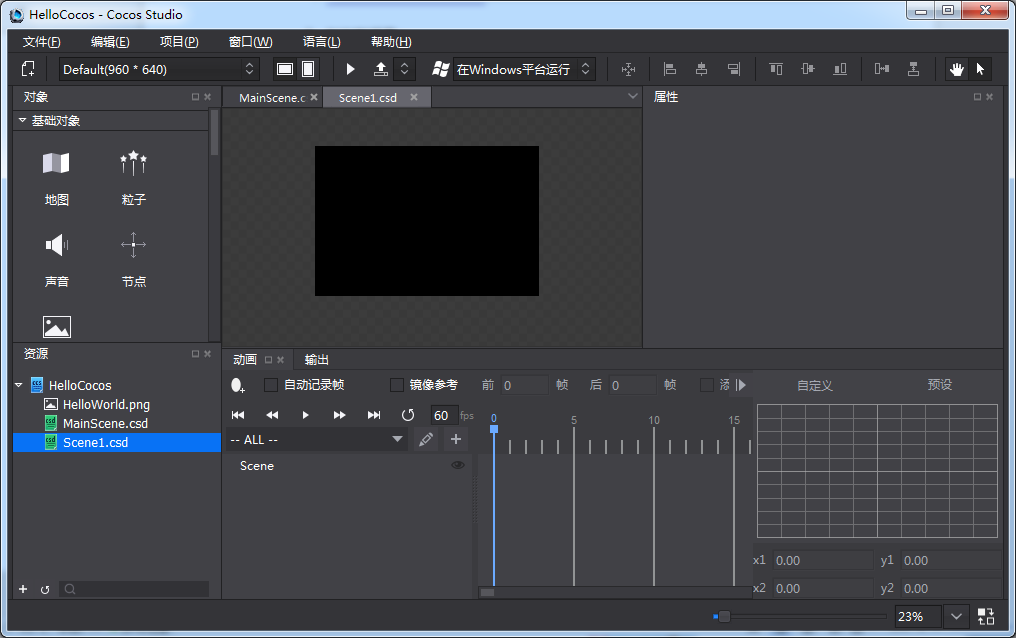 HelloCocos - Cocos Studio
文件(F) 编辑(E) 项目(P) 窗口(W) 语言(L) 帮助(H)
Default(960 * 640) 在Windows平台运行
对象
MainScene.c Scene1.csd
属性
基础对象
地图 粒子
声音 节点
资源
HelloCocos
HelloWorld.png
MainScene.csd
Scene1.csd
动画 输出
自动记录帧 镜像参考 前 0 帧 后 0 帧 自定义 预设
60 fps 0 5 10 15
-- ALL --
Scene
x1 0.00 y1 0.00
x2 0.00 y2 0.00
23%